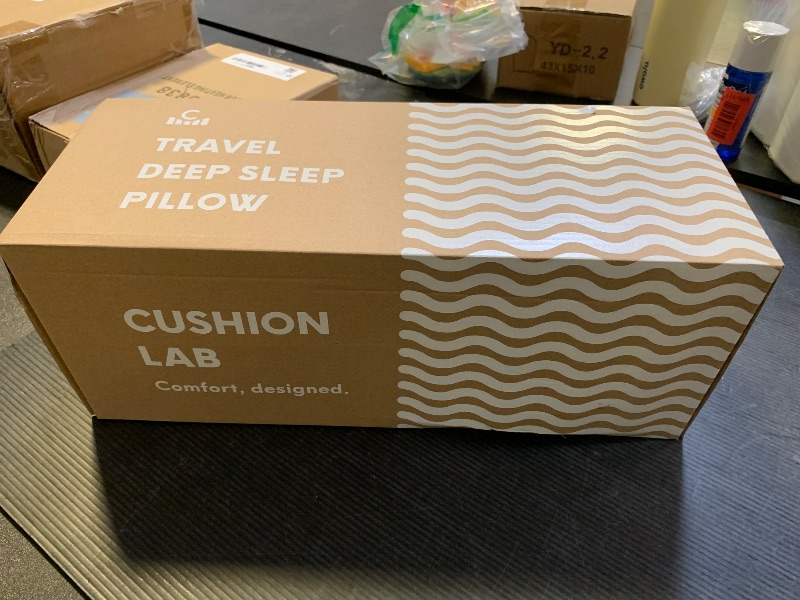 YD-2.2
43X15X10
TRAVEL
DEEP SLEEP
PILLOW
CUSHION
LAB
Comfort, designed.